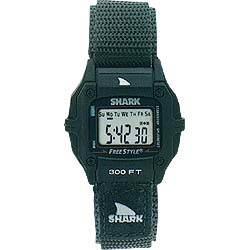 SHARK
SU MO TU WE TH FR SA
5:42 30
FREESTYLE®
300 FT
SHARK